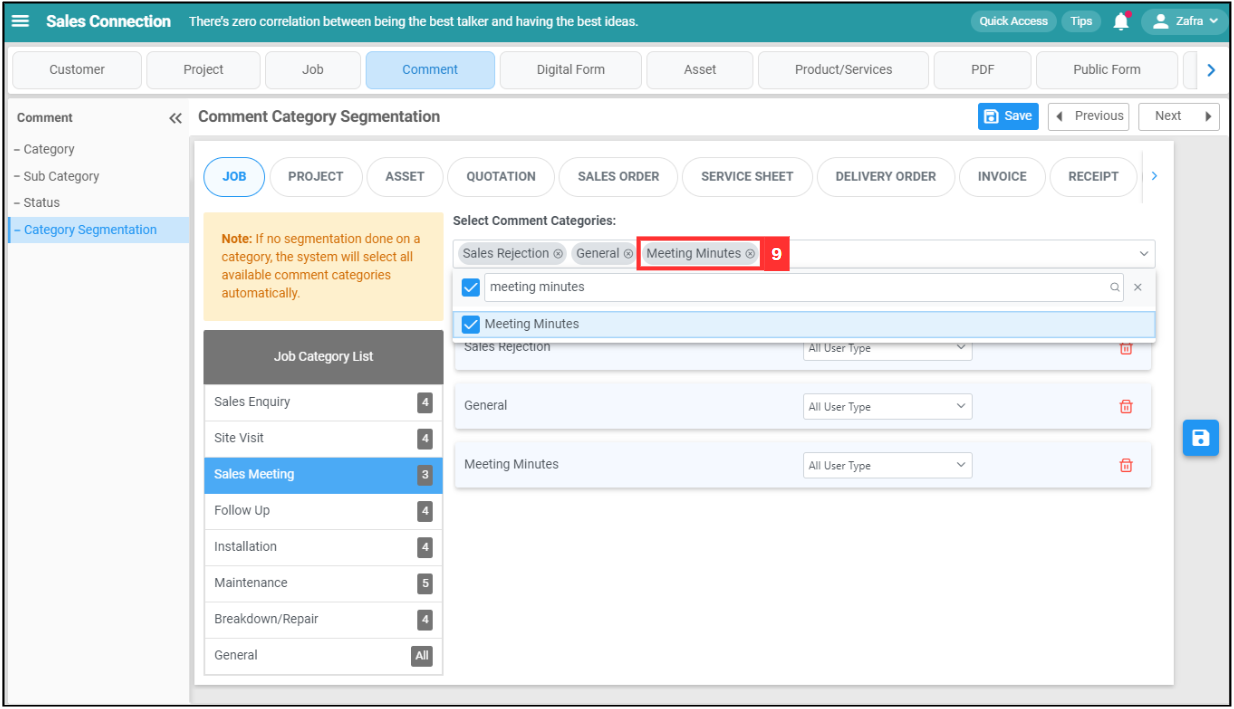 Sales Connection There's zero correlation between being the best talker and having the best ideas. Quick Access Tips Zafra
Customer Project Job Comment Digital Form Asset Product/Services PDF Public Form
Comment
Comment Category Segmentation Save Previous Next
– Category
– Sub Category
– Status
– Category Segmentation
JOB PROJECT ASSET QUOTATION SALES ORDER SERVICE SHEET DELIVERY ORDER INVOICE RECEIPT
Note: If no segmentation done on a
category, the system will select all
available comment categories
automatically.
Select Comment Categories:
Sales Rejection General Meeting Minutes 9
meeting minutes
Meeting Minutes
Sales Rejection All User Type
General All User Type
Meeting Minutes All User Type
Job Category List
Sales Enquiry 4
Site Visit 4
Sales Meeting 3
Follow Up 4
Installation 4
Maintenance 5
Breakdown/Repair 4
General All